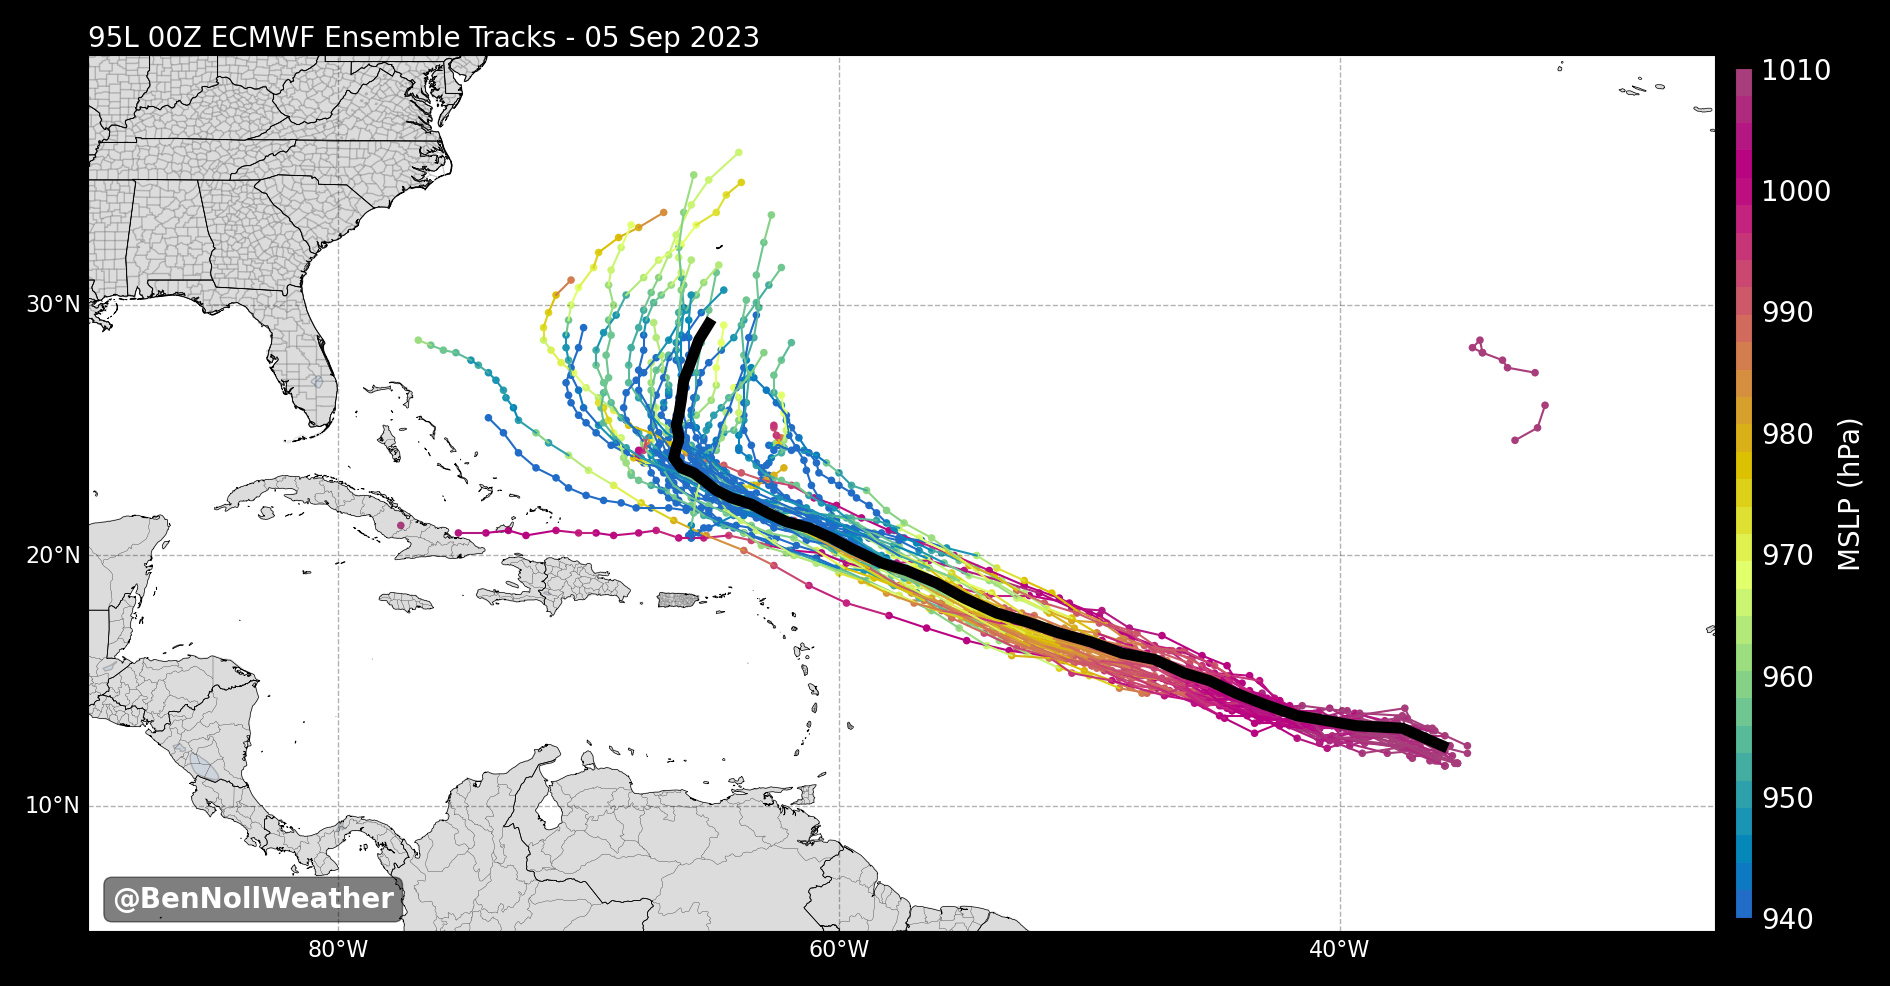 95L 00Z ECMWF Ensemble Tracks - 05 Sep 2023
1010
1000
990
980
970
960
950
940
MSLP (hPa)
30°N
20°N
10°N
80°W
60°W
40°W
@BenNollWeather